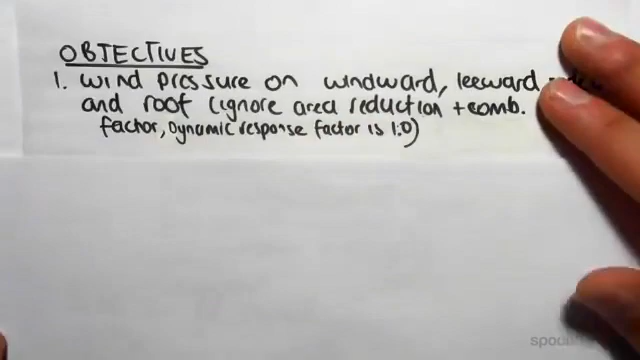 OBJECTIVES
1. wind pressure on windward, leeward
and roof (ignore area reduction + comb.
factor, Dynamic response factor is 1.0)